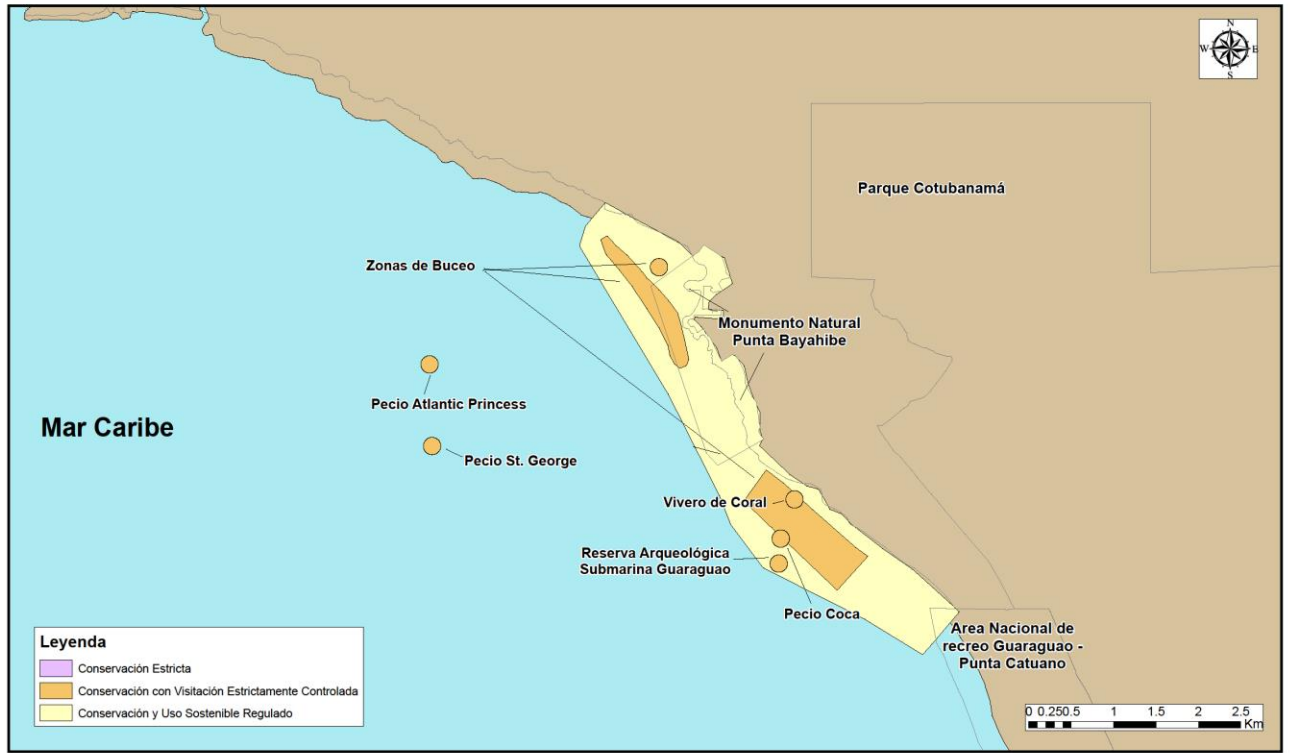 N
W E
S
Parque Cotubanamá
Zonas de Buceo
Monumento Natural
Punta Bayahibe
Pecio Atlantic Princess
Mar Caribe
Pecio St. George
Vivero de Coral
Reserva Arqueológica
Submarina Guaraguao
Pecio Coca
Area Nacional de
recreo Guaraguao -
Punta Catuano
Leyenda
Conservación Estricta
Conservación con Visitación Estrictamente Controlada
Conservación y Uso Sostenible Regulado
0 0.250.5 1 1.5 2 2.5
Km